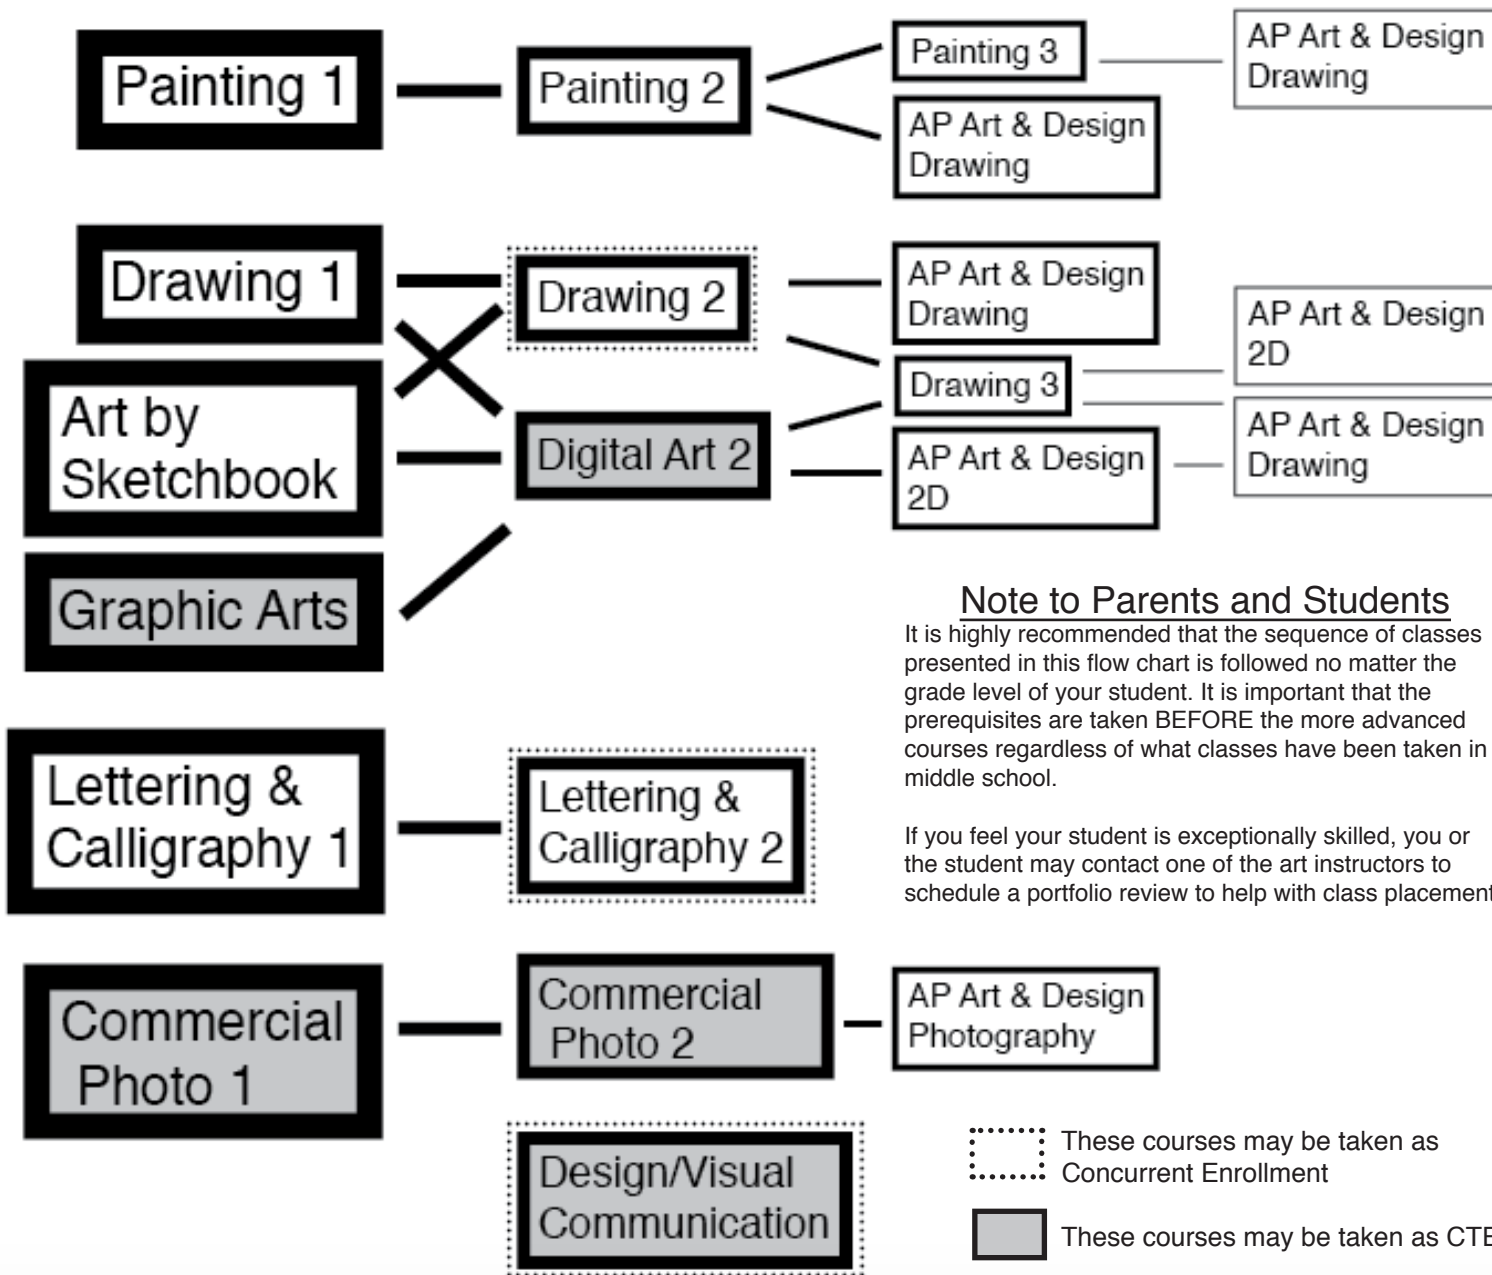 Painting 1
Painting 2
Painting 3
AP Art & Design
Drawing
AP Art & Design
Drawing
Drawing 1
Drawing 2
AP Art & Design
Drawing
AP Art & Design
2D
Drawing 3
Art by
Sketchbook
Digital Art 2
AP Art & Design
2D
AP Art & Design
Drawing
Graphic Arts
Note to Parents and Students
It is highly recommended that the sequence of classes
presented in this flow chart is followed no matter the
grade level of your student. It is important that the
prerequisites are taken BEFORE the more advanced
courses regardless of what classes have been taken in
middle school.
If you feel your student is exceptionally skilled, you or
the student may contact one of the art instructors to
schedule a portfolio review to help with class placement
Lettering &
Calligraphy 1
Lettering &
Calligraphy 2
Commercial
Photo 1
Commercial
Photo 2
AP Art & Design
Photography
Design/Visual
Communication
These courses may be taken as
Concurrent Enrollment
These courses may be taken as CTE